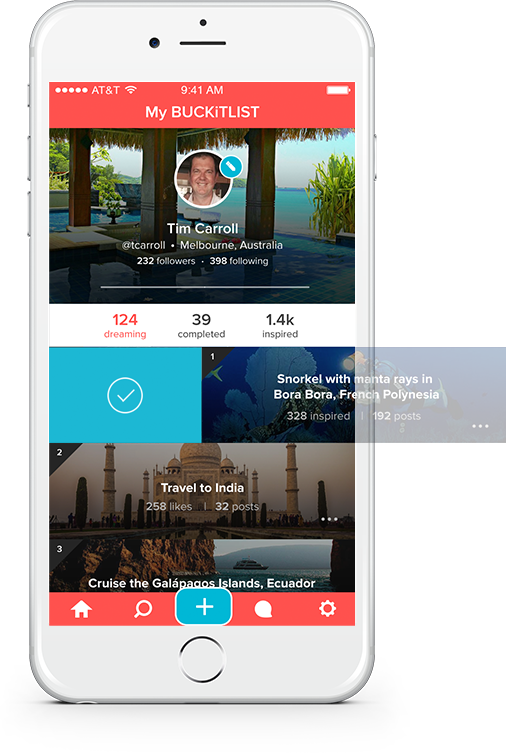 AT&T 9:41 AM
My BUCKiTLIST
Tim Carroll
@tcarroll • Melbourne, Australia
232 followers • 398 following
124 39 1.4k
dreaming completed inspired
1
Snorkel with manta rays in
Bora Bora, French Polynesia
328 inspired | 192 posts
2
Travel to India
258 likes | 32 posts
3
Cruise the Galápagos Islands, Ecuador